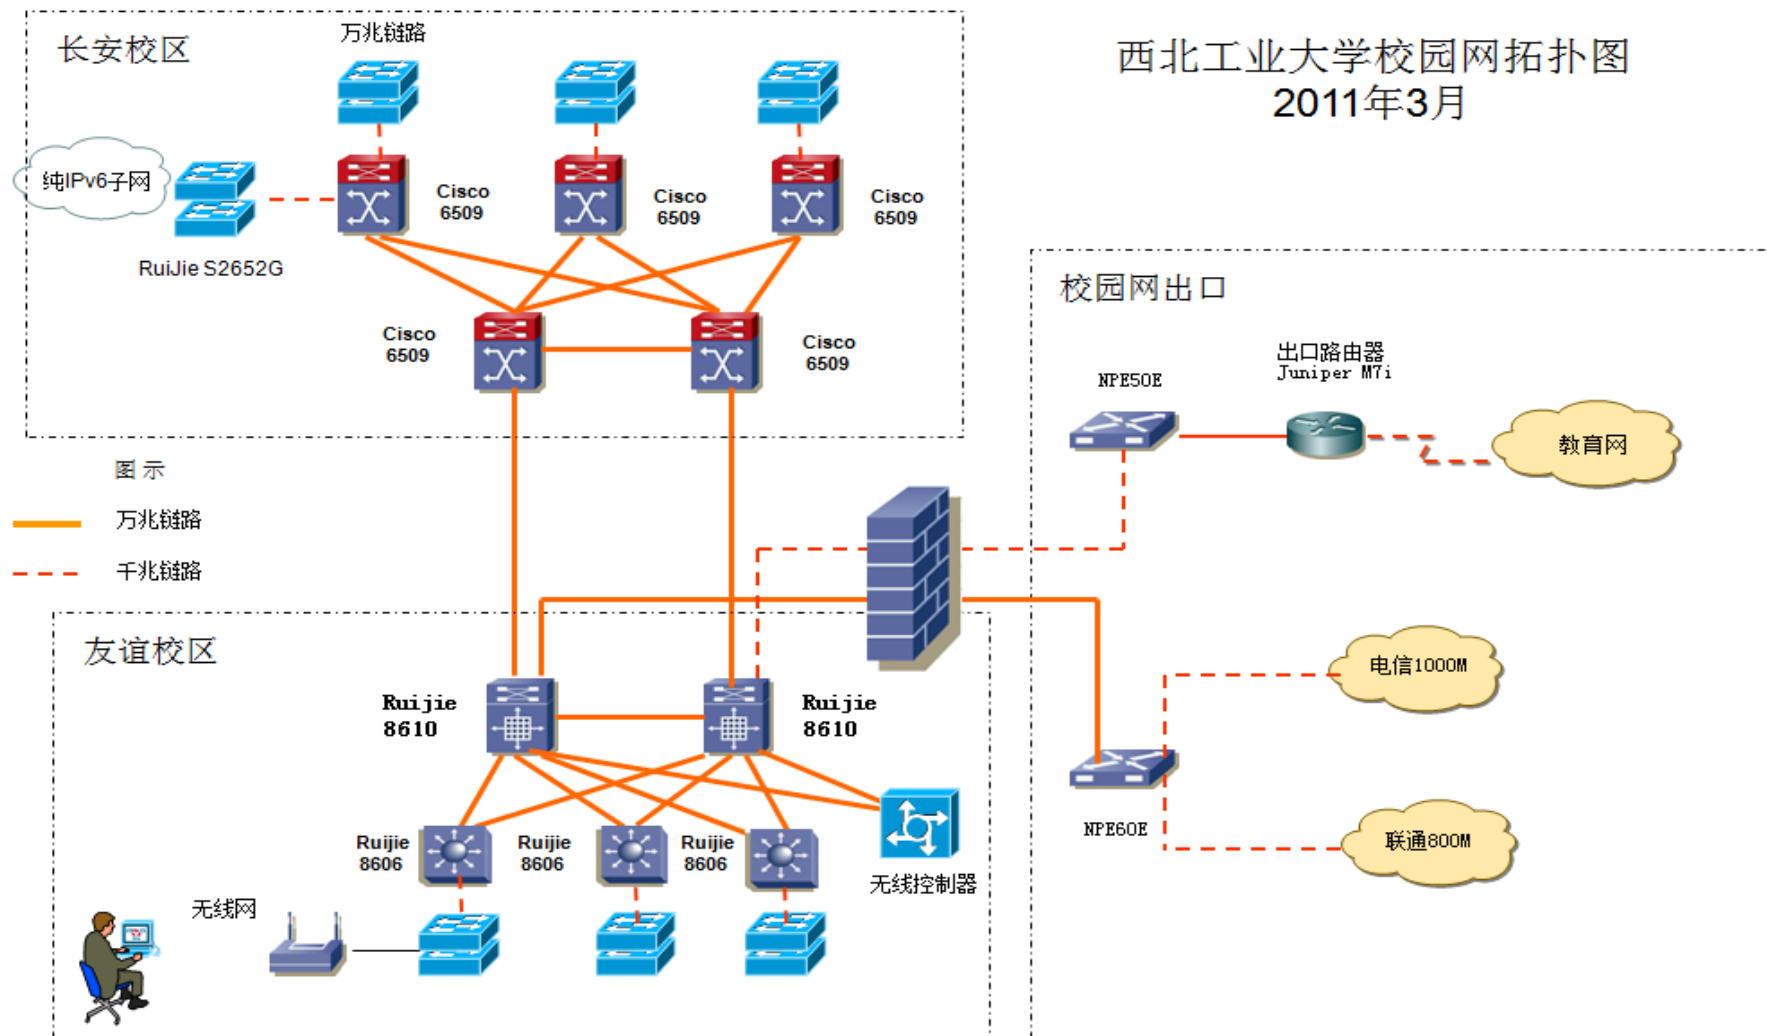 西北工业大学校园网拓扑图
2011年3月
长安校区
万兆链路
纯IPv6子网
Cisco
6509
Cisco
6509
Cisco
6509
RuiJie S2652G
Cisco
6509
Cisco
6509
图 示
万兆链路
千兆链路
校园网出口
出口路由器
Juniper M7i
NPE50E
教育网
电信1000M
NPE60E
联通800M
友谊校区
Ruijie
8610
Ruijie
8610
Ruijie
8606
Ruijie
8606
Ruijie
8606
无线控制器
无线网